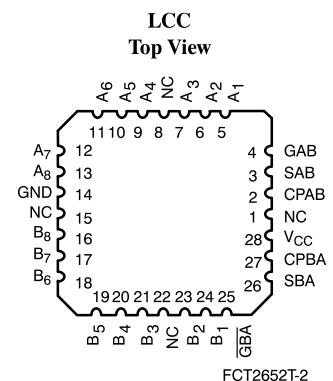 LCC
Top View
A6 A5 A4 NC A3 A2 A1
11 10 9 8 7 6 5
A7 12 4 GAB
A8 13 3 SAB
GND 14 2 CPAB
NC 15 1 NC
B8 16 28 VCC
B7 17 27 CPBA
B6 18 26 SBA
19 20 21 22 23 24 25
B5 B4 B3 NC B2 B1 GBA
FCT2652T-2